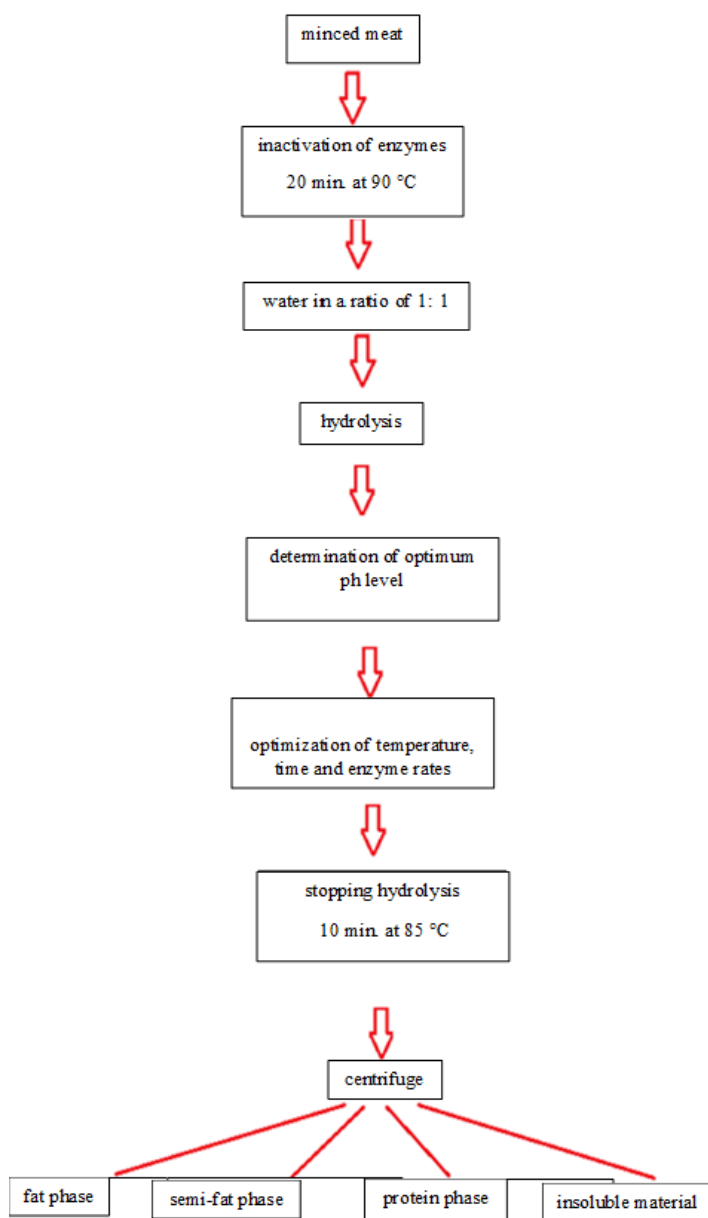 minced meat
inactivation of enzymes
20 min. at 90 °C
water in a ratio of 1: 1
hydrolysis
determination of optimum
ph level
optimization of temperature,
time and enzyme rates
stopping hydrolysis
10 min. at 85 °C
centrifuge
fat phase
semi-fat phase
protein phase
insoluble material